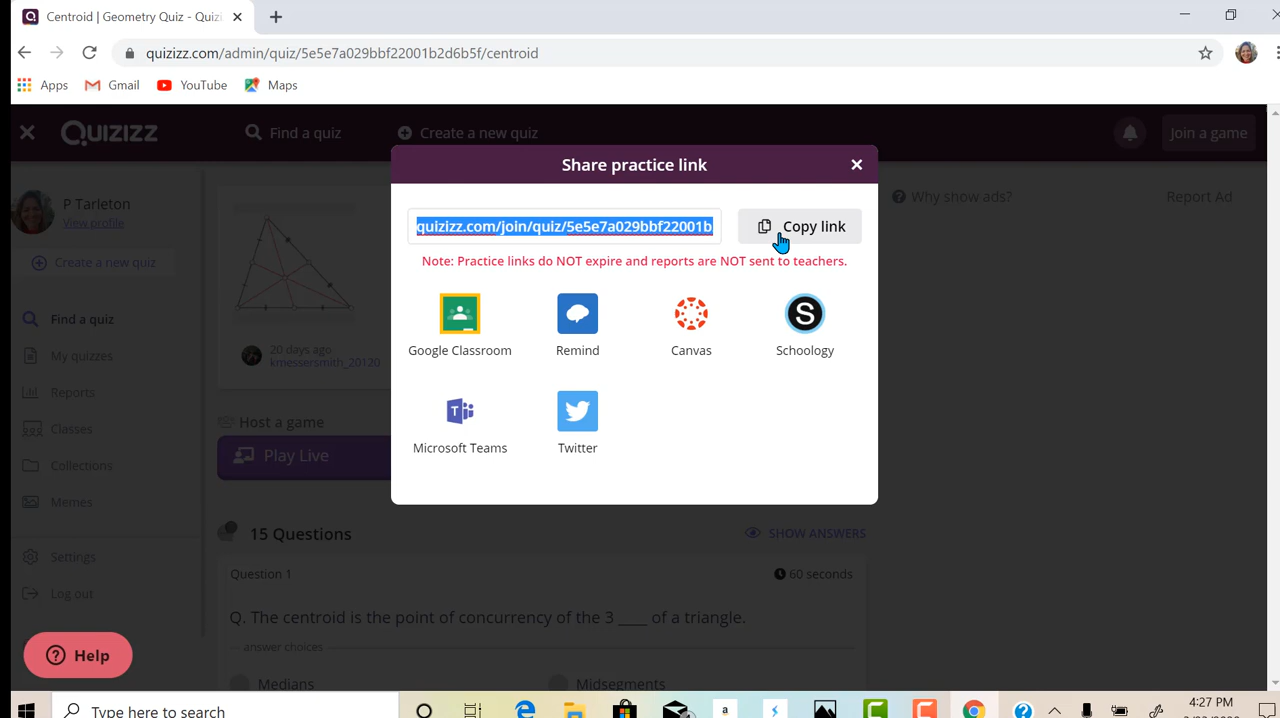 Centroid | Geometry Quiz - Quizi
quizizz.com/admin/quiz/5e5e7a029bbf22001b2d6b5f/centroid
Apps
Gmail
YouTube
Maps
Quizizz
Find a quiz
Create a new quiz
Join a game
Share practice link
P Tarleton
View profile
Why show ads?
Report Ad
quizizz.com/join/quiz/5e5e7a029bbf22001b
Copy link
Create a new quiz
Note: Practice links do NOT expire and reports are NOT sent to teachers.
Find a quiz
My quizzes
Reports
Classes
Collections
Memes
Settings
Log out
Google Classroom
Remind
Canvas
S
Schoology
20 days ago
kmessersmith_20120
T
Microsoft Teams
Twitter
Host a game
Play Live
15 Questions
SHOW ANSWERS
Question 1
60 seconds
Q. The centroid is the point of concurrency of the 3 ____ of a triangle.
answer choices
Medians
Midsegments
Help
Type here to search
4:27 PM